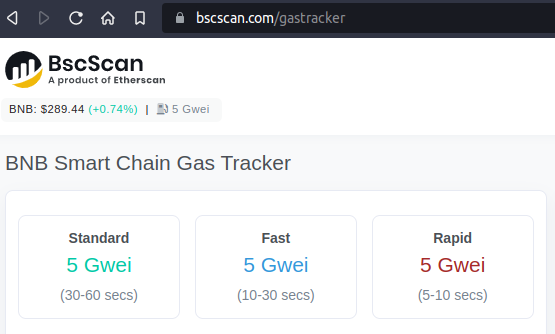 bscscan.com/gastracker
BscScan
A product of Etherscan
BNB: $289.44 (+0.74%) | 5 Gwei
BNB Smart Chain Gas Tracker
Standard
5 Gwei
(30-60 secs)
Fast
5 Gwei
(10-30 secs)
Rapid
5 Gwei
(5-10 secs)